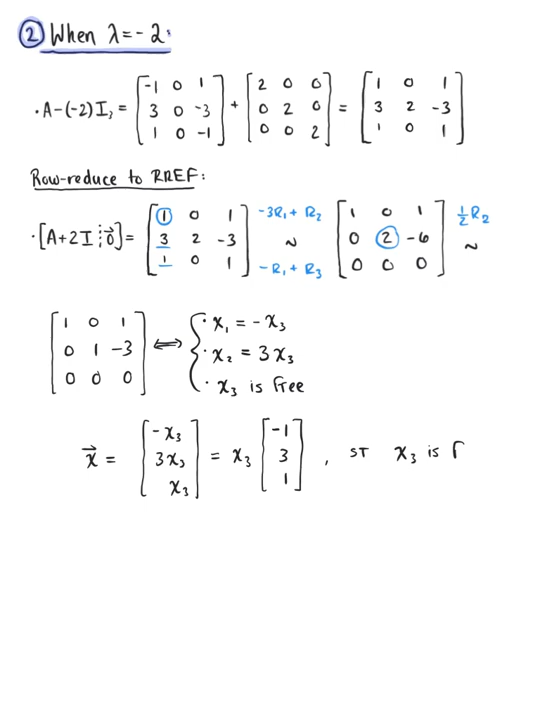 ② When λ = -2:
· A-(-2)I₃ = [-1 0 1; 3 0 -3; 1 0 -1] + [2 0 0; 0 2 0; 0 0 2] = [1 0 1; 3 2 -3; 1 0 1]
Row-reduce to RREF:
· [A+2I ⋮ 0⃗] = [1 0 1; 3 2 -3; 1 0 1] -3R₁ + R₂ ~ -R₁ + R₃ [1 0 1; 0 2 -6; 0 0 0] ½R₂ ~
[1 0 1; 0 1 -3; 0 0 0] ⟺ { · x₁ = -x₃
· x₂ = 3x₃
· x₃ is free
x⃗ = [-x₃; 3x₃; x₃] = x₃ [-1; 3; 1] , ST x₃ is f